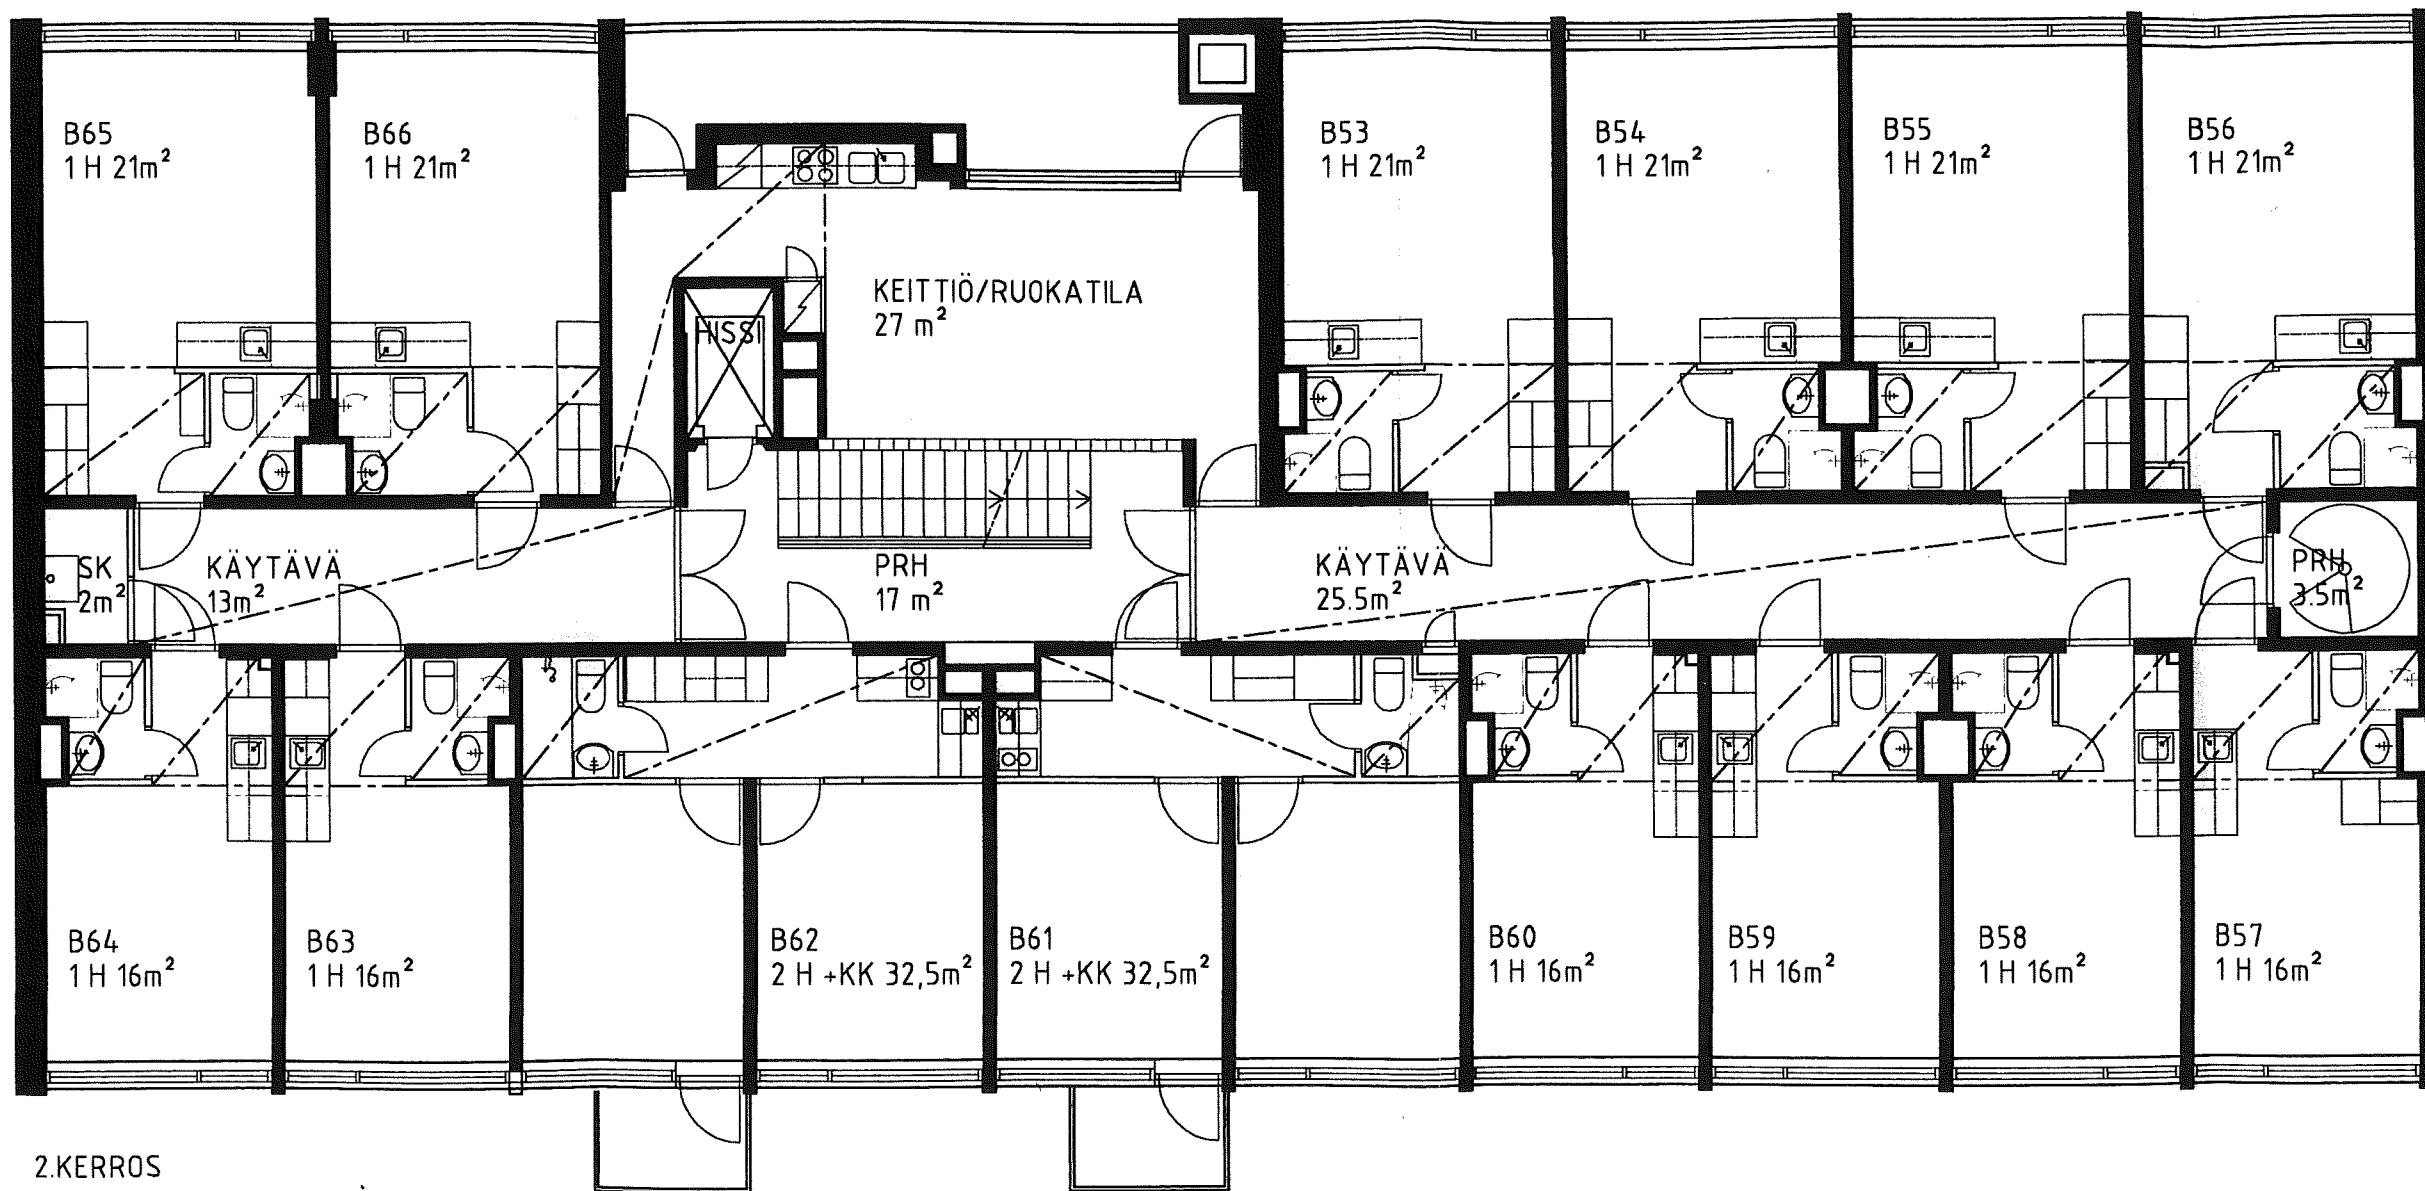 B65
1 H 21m²
B66
1 H 21m²
B53
1 H 21m²
B54
1 H 21m²
B55
1 H 21m²
B56
1 H 21m²
KEITTIÖ/RUOKATILA
27 m²
HISSI
SK
2m²
KÄYTÄVÄ
13m²
PRH
17 m²
KÄYTÄVÄ
25.5m²
PRH
3.5m²
B64
1 H 16m²
B63
1 H 16m²
B62
2 H +KK 32,5m²
B61
2 H +KK 32,5m²
B60
1 H 16m²
B59
1 H 16m²
B58
1 H 16m²
B57
1 H 16m²
2.KERROS